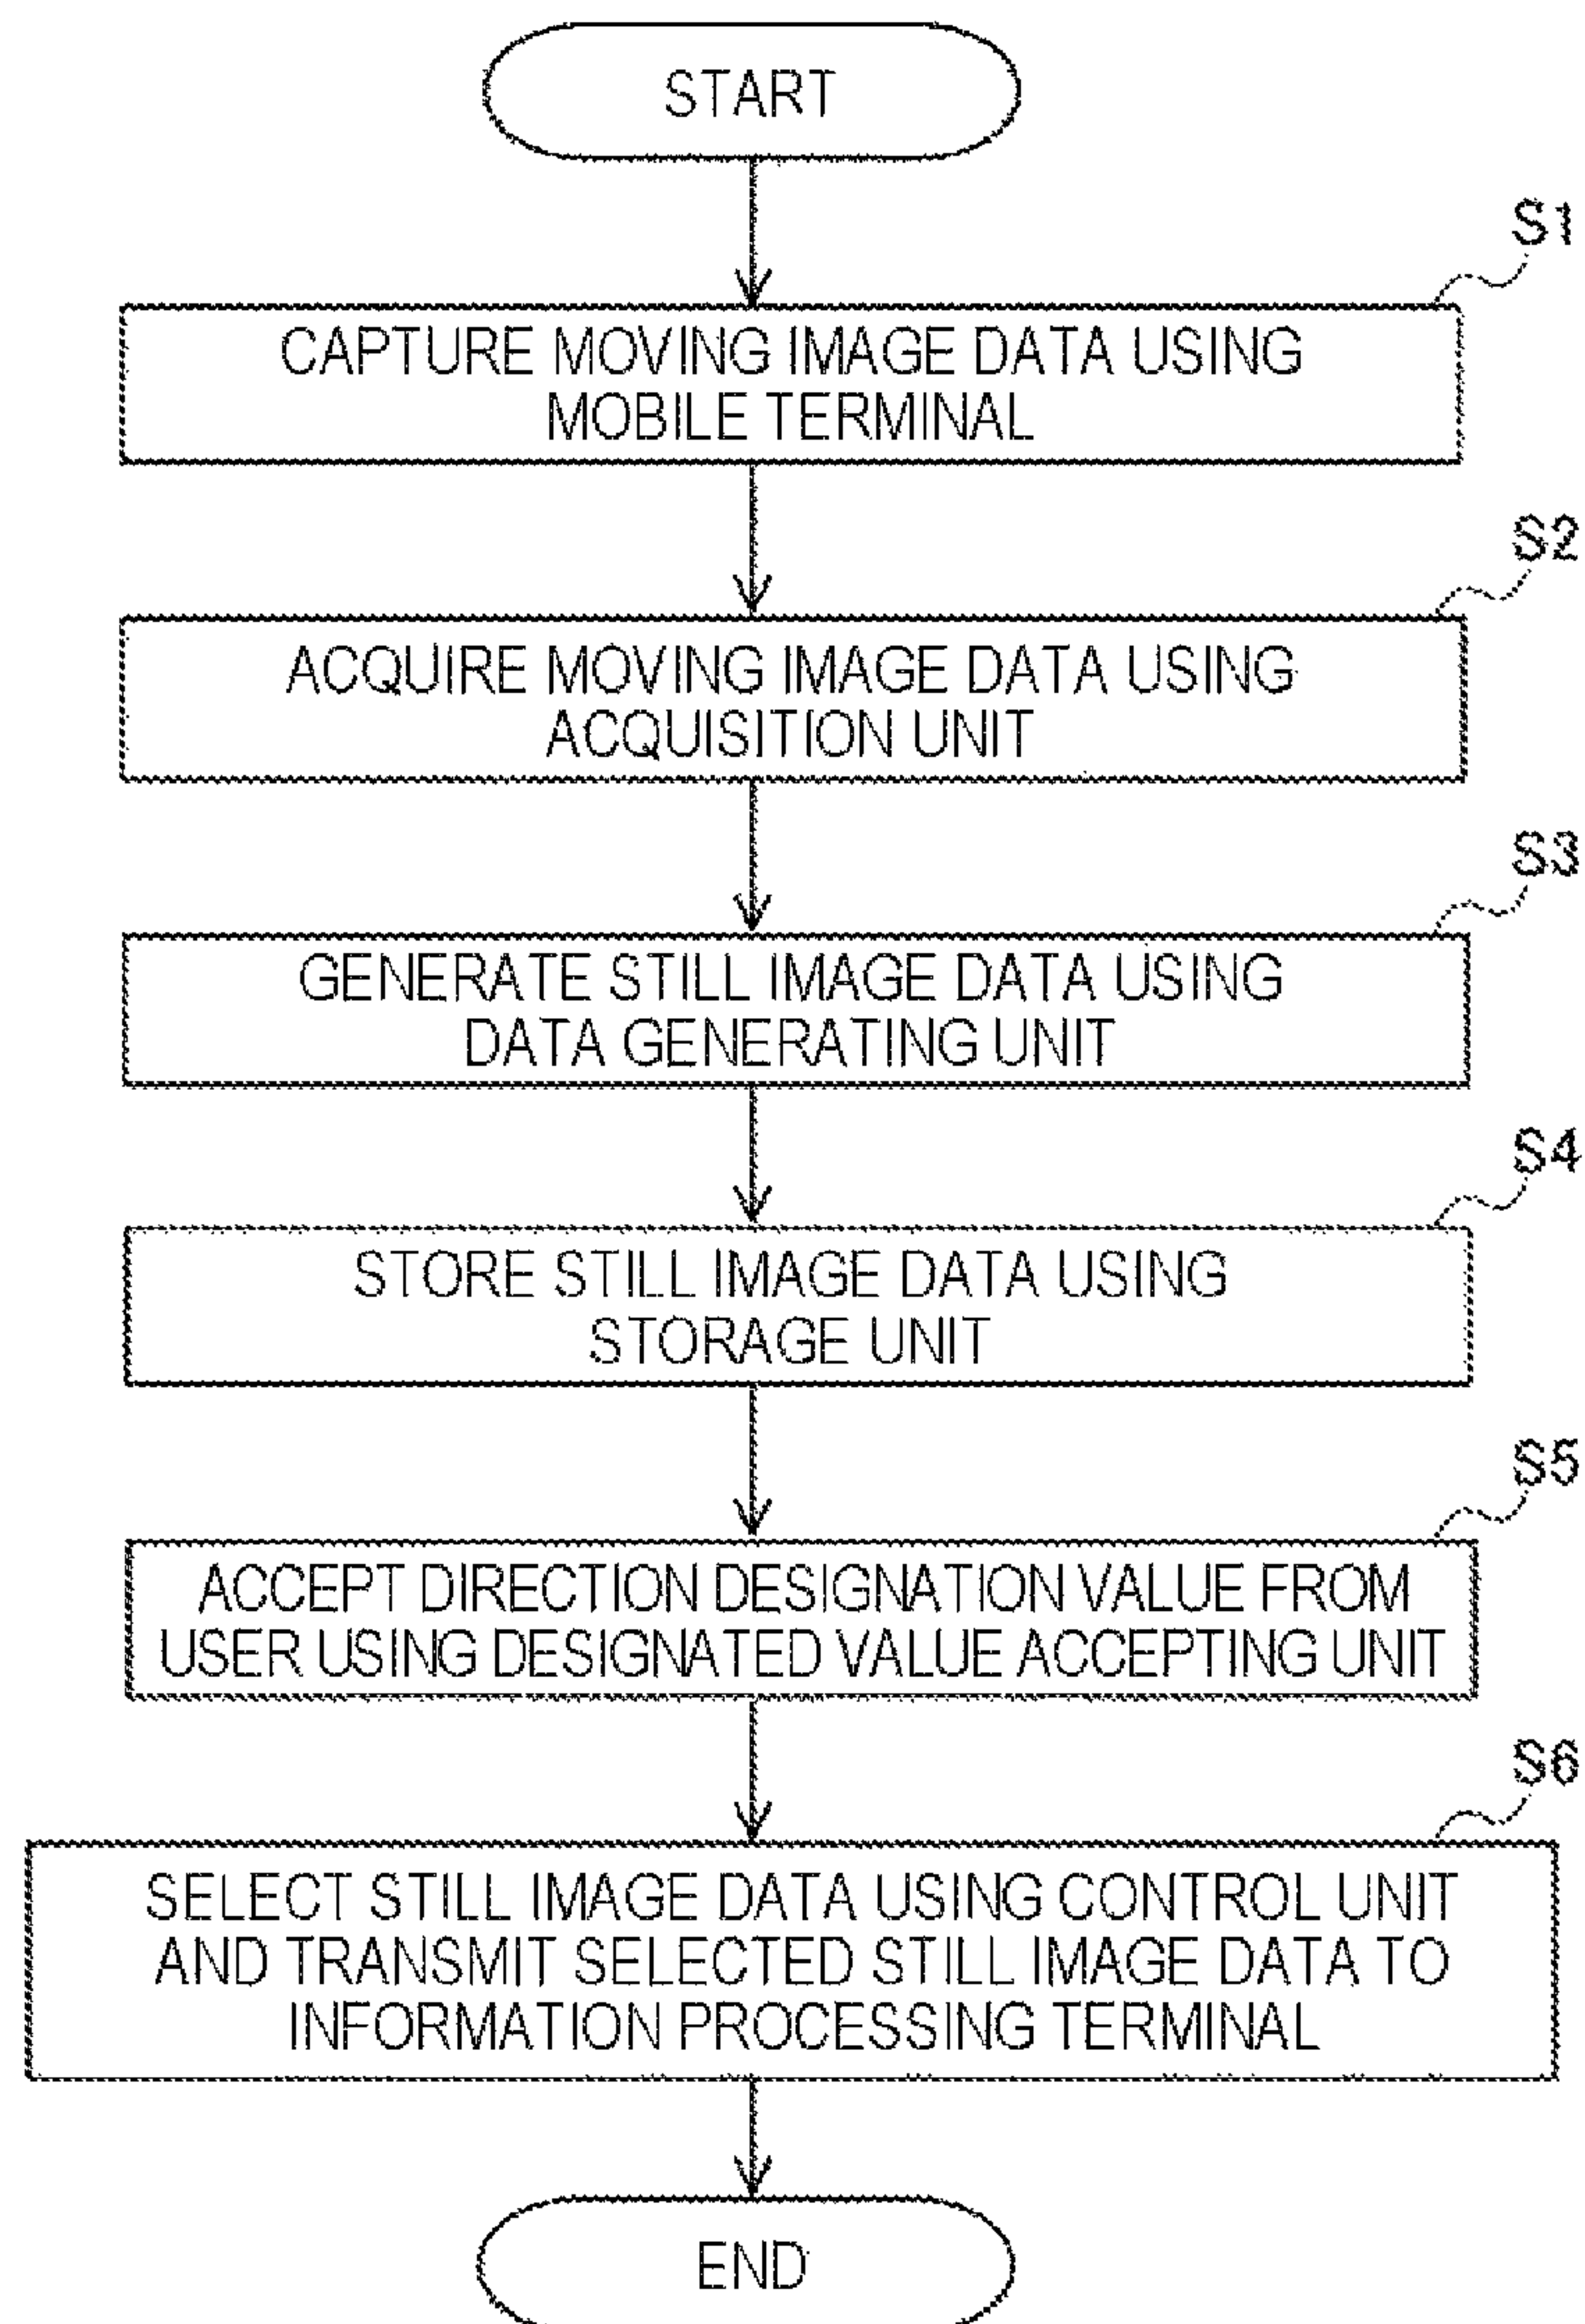 START
S1
CAPTURE MOVING IMAGE DATA USING
MOBILE TERMINAL
S2
ACQUIRE MOVING IMAGE DATA USING
ACQUISITION UNIT
S3
GENERATE STILL IMAGE DATA USING
DATA GENERATING UNIT
S4
STORE STILL IMAGE DATA USING
STORAGE UNIT
S5
ACCEPT DIRECTION DESIGNATION VALUE FROM
USER USING DESIGNATED VALUE ACCEPTING UNIT
S6
SELECT STILL IMAGE DATA USING CONTROL UNIT
AND TRANSMIT SELECTED STILL IMAGE DATA TO
INFORMATION PROCESSING TERMINAL
END